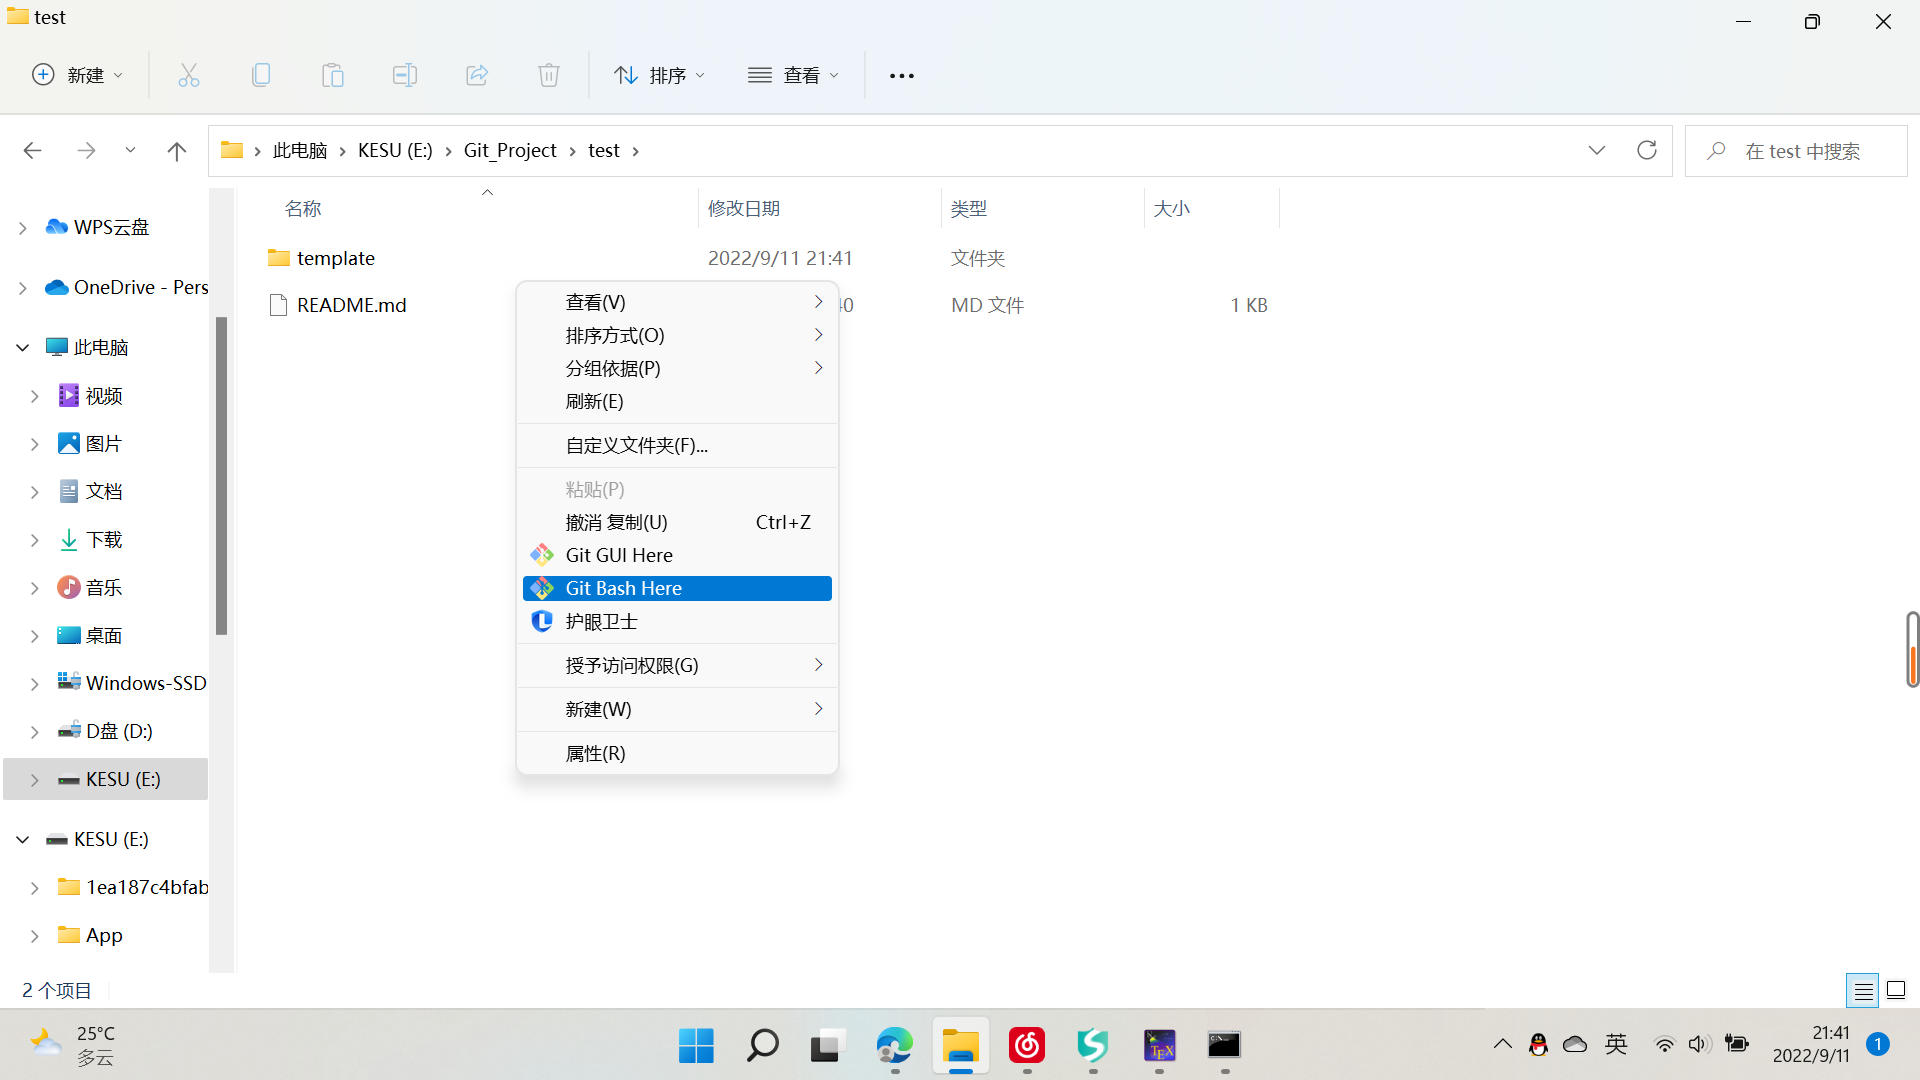 test
新建
排序
查看
此电脑
KESU (E:)
Git_Project
test
在 test 中搜索
名称
修改日期
类型
大小
template
2022/9/11 21:41
文件夹
README.md
40
MD 文件
1 KB
WPS云盘
OneDrive - Pers
此电脑
视频
图片
文档
下载
音乐
桌面
Windows-SSD
D盘 (D:)
KESU (E:)
KESU (E:)
1ea187c4bfab
App
查看(V)
排序方式(O)
分组依据(P)
刷新(E)
自定义文件夹(F)...
粘贴(P)
撤消 复制(U)
Ctrl+Z
Git GUI Here
Git Bash Here
护眼卫士
授予访问权限(G)
新建(W)
属性(R)
2 个项目
25°C
多云
TEX
英
21:41
2022/9/11
1